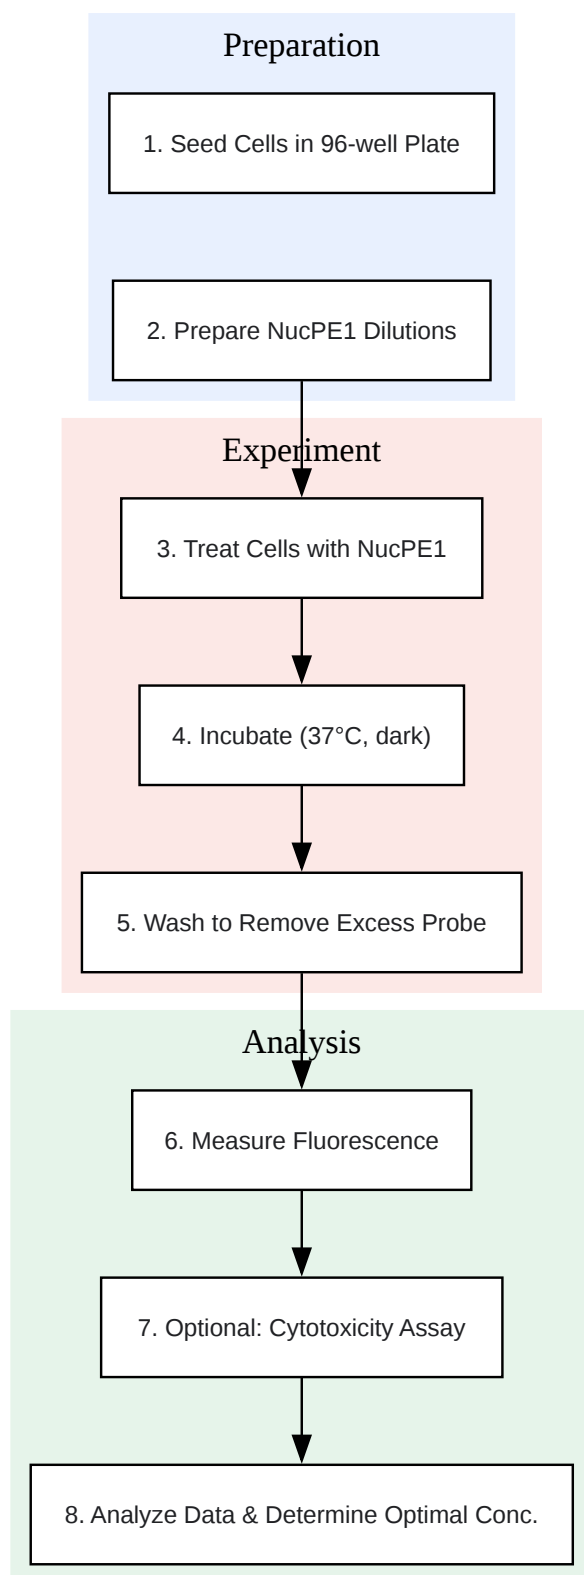 Preparation
1. Seed Cells in 96-well Plate
2. Prepare NucPE1 Dilutions
Experiment
3. Treat Cells with NucPE1
4. Incubate (37°C, dark)
5. Wash to Remove Excess Probe
Analysis
6. Measure Fluorescence
7. Optional: Cytotoxicity Assay
8. Analyze Data & Determine Optimal Conc.